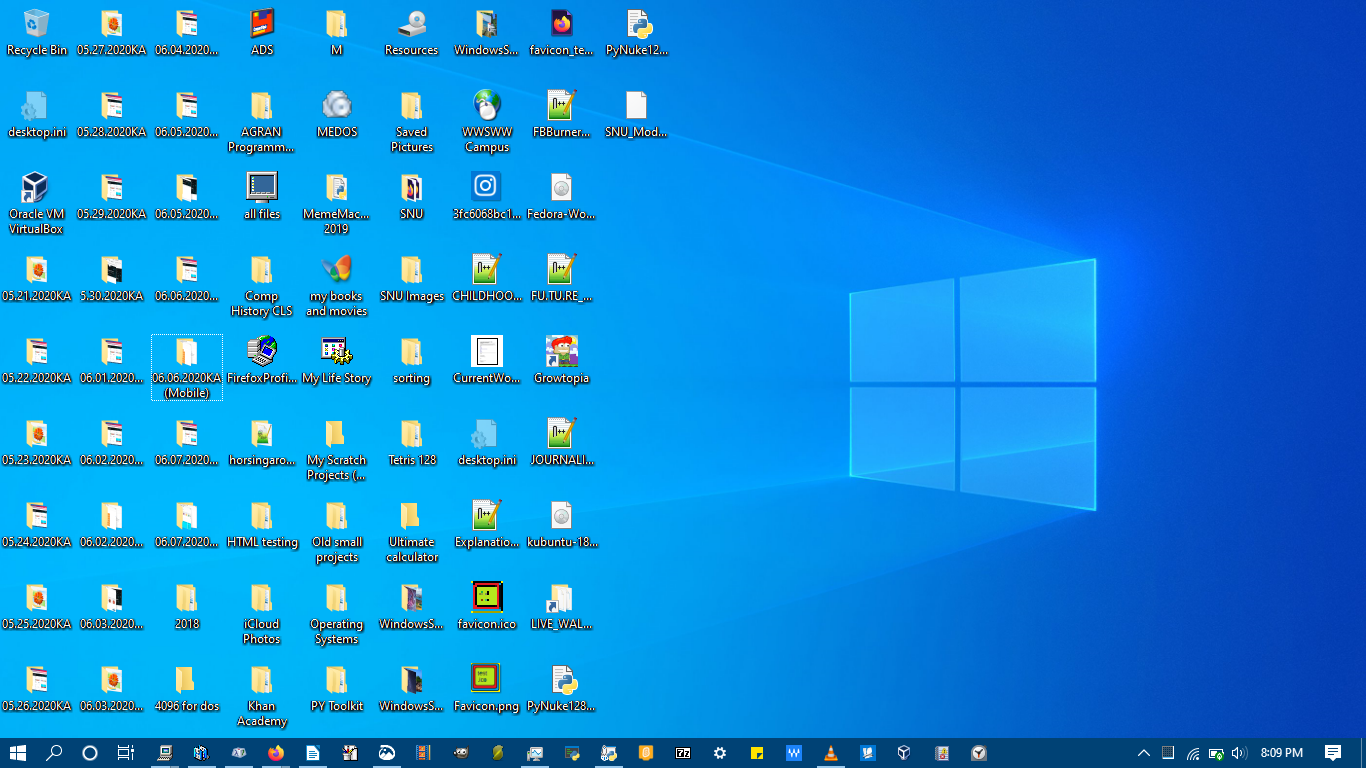 Recycle Bin
05.27.2020KA
06.04.2020...
ADS
M
Resources
WindowsS...
favicon_te...
PyNuke12...
desktop.ini
05.28.2020KA
06.05.2020...
AGRAN
Programm...
MEDOS
Saved
Pictures
WWSWW
Campus
FBBurner...
SNU_Mod...
Oracle VM
VirtualBox
05.29.2020KA
06.05.2020...
all files
MemeMac...
2019
SNU
3fc6068bc1...
Fedora-Wo...
05.21.2020KA
5.30.2020KA
06.06.2020...
Comp
History CLS
my books
and movies
SNU Images
CHILDHOO...
FU.TU.RE_...
05.22.2020KA
06.01.2020...
06.06.2020KA
(Mobile)
FirefoxProfi...
My Life Story
sorting
CurrentWo...
Growtopia
05.23.2020KA
06.02.2020...
06.07.2020...
horsingaro...
My Scratch
Projects (...
Tetris 128
desktop.ini
JOURNALI...
05.24.2020KA
06.02.2020...
06.07.2020...
HTML testing
Old small
projects
Ultimate
calculator
Explanatio...
kubuntu-18...
05.25.2020KA
06.03.2020...
2018
iCloud
Photos
Operating
Systems
WindowsS...
favicon.ico
LIVE_WAL...
05.26.2020KA
06.03.2020...
4096 for dos
Khan
Academy
PY Toolkit
WindowsS...
Favicon.png
PyNuke128...
8:09 PM